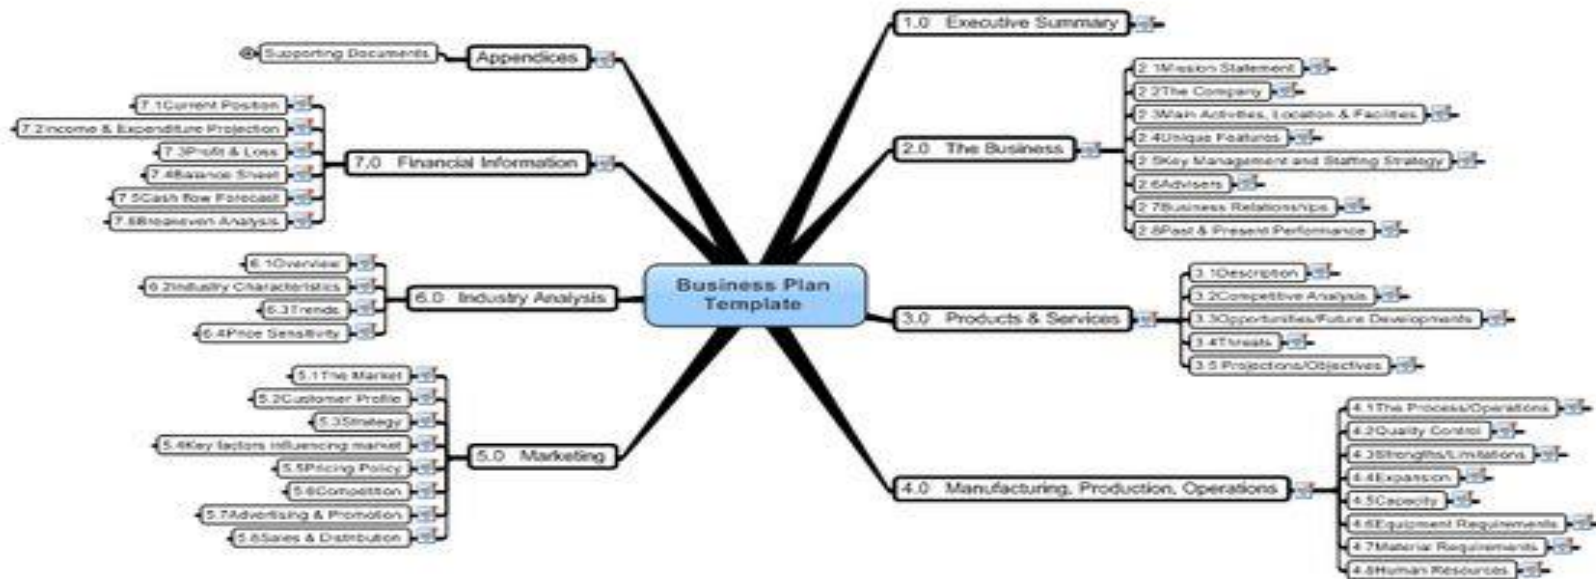 Business Plan
Template
1.0 Executive Summary
2.0 The Business
2.1Mission Statement
2.2The Company
2.3Main Activities, Location & Facilities
2.4Unique Features
2.5Key Management and Staffing Strategy
2.6Advisers
2.7Business Relationships
2.8Past & Present Performance
3.0 Products & Services
3.1Description
3.2Competitive Analysis
3.3Opportunities/Future Developments
3.4Threats
3.5 Projections/Objectives
4.0 Manufacturing, Production, Operations
4.1The Process/Operations
4.2Quality Control
4.3Strengths/Limitations
4.4Expansion
4.5Capacity
4.6Equipment Requirements
4.7Material Requirements
4.8Human Resources
5.0 Marketing
5.1The Market
5.2Customer Profile
5.3Strategy
5.4Key factors influencing market
5.5Pricing Policy
5.6Competition
5.7Advertising & Promotion
5.8Sales & Distribution
6.0 Industry Analysis
6.1Overview
6.2Industry Characteristics
6.3Trends
6.4Price Sensitivity
7.0 Financial Information
7.1Current Position
7.2Income & Expenditure Projection
7.3Profit & Loss
7.4Balance Sheet
7.5Cash flow Forecast
7.6Breakeven Analysis
Appendices
Supporting Documents